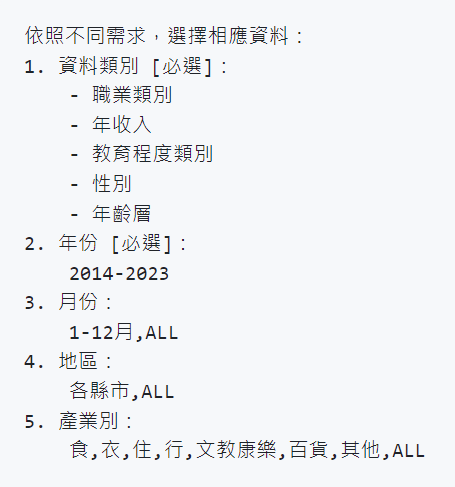 依照不同需求，選擇相應資料：
1. 資料類別 [必選]：
- 職業類別
- 年收入
- 教育程度類別
- 性別
- 年齡層
2. 年份 [必選]：
2014-2023
3. 月份：
1-12月,ALL
4. 地區：
各縣市,ALL
5. 產業別：
食,衣,住,行,文教康樂,百貨,其他,ALL